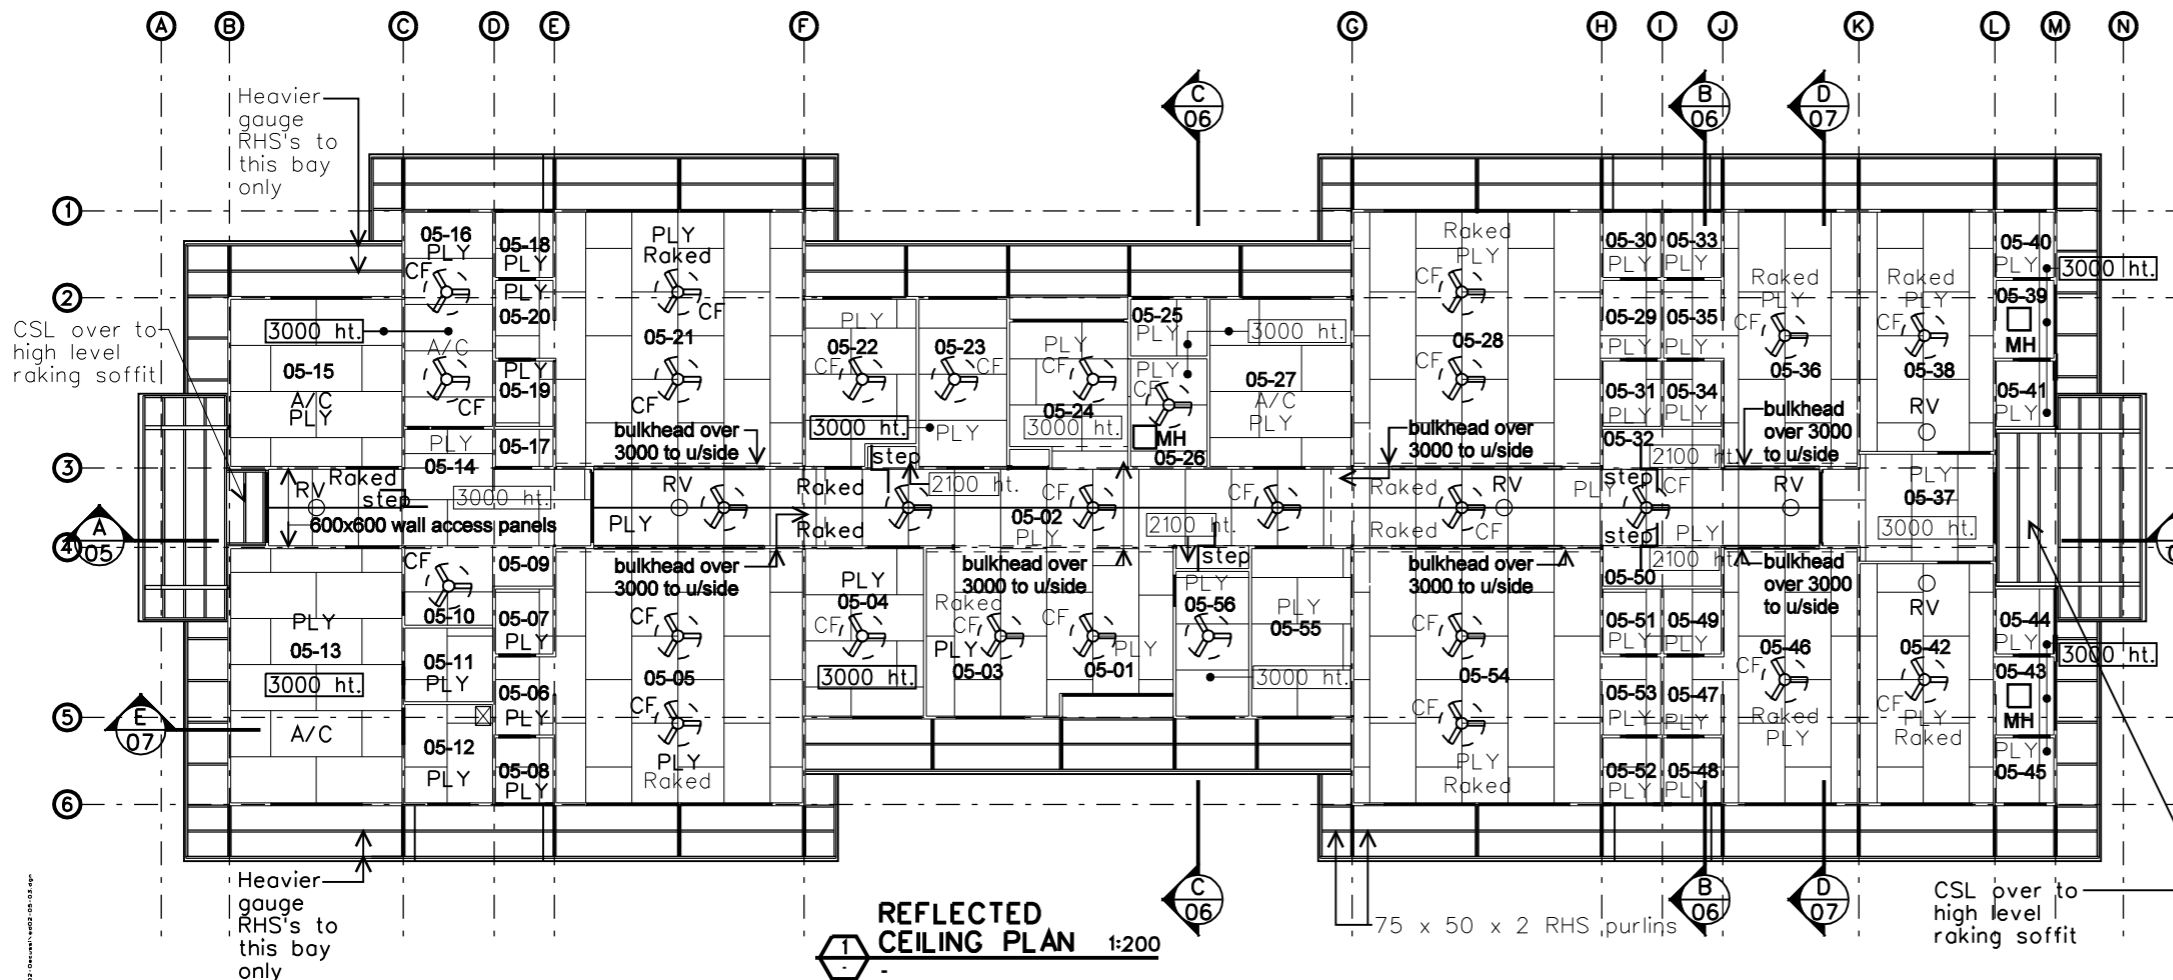 A B C D E F G H I J K L M N
Heavier
gauge
RHS's to
this bay
only
C
06
B
06
D
07
1
2
3
4
5
6
CSL over to
high level
raking soffit
A
05
E
07
05-16
PLY
CF
3000 ht.
A/C
CF
05-15
A/C
PLY
05-18
PLY
PLY
05-20
PLY
05-19
05-17
PLY
05-14
PLY
Raked
CF
05-21
CF
bulkhead over
3000 to u/side
PLY
05-22
CF
3000 ht.
05-23
CF
PLY
PLY
CF
05-24
3000 ht.
05-25
PLY
PLY
CF
MH
05-26
3000 ht.
05-27
A/C
PLY
Raked
PLY
CF
05-28
CF
bulkhead over
3000 to u/side
05-30
PLY
05-33
PLY
05-29
PLY
05-35
PLY
05-31
PLY
05-34
PLY
05-32
2100 ht.
Raked
PLY
CF
05-36
bulkhead
over 3000
to u/side
Raked
PLY
CF
05-38
RV
05-40
PLY
3000 ht.
05-39
MH
05-41
PLY
RV
Raked
step
3000 ht.
600x600 wall access panels
RV
PLY
Raked
Raked
step
2100 ht.
CF
05-02
PLY
2100 ht.
step
CF
Raked
Raked
RV
CF
PLY
step
CF
step
PLY
2100 ht.
RV
PLY
05-37
3000 ht.
PLY
05-13
3000 ht.
A/C
CF
05-10
05-11
PLY
05-12
PLY
05-09
05-07
PLY
05-06
PLY
05-08
PLY
bulkhead over
3000 to u/side
05-05
CF
PLY
Raked
PLY
05-04
CF
3000 ht.
bulkhead over
3000 to u/side
Raked
CF
PLY
05-03
CF
PLY
05-01
PLY
05-56
PLY
05-55
3000 ht.
bulkhead over
3000 to u/side
05-54
PLY
Raked
05-50
05-51
PLY
05-49
PLY
05-53
PLY
05-47
PLY
05-52
PLY
05-48
PLY
bulkhead
over 3000
to u/side
05-46
CF
Raked
PLY
RV
05-42
CF
PLY
Raked
05-44
PLY
3000 ht.
05-43
MH
PLY
05-45
Heavier
gauge
RHS's to
this bay
only
C
06
B
06
D
07
75 x 50 x 2 RHS purlins
CSL over to
high level
raking soffit
1
REFLECTED
CEILING PLAN 1:200